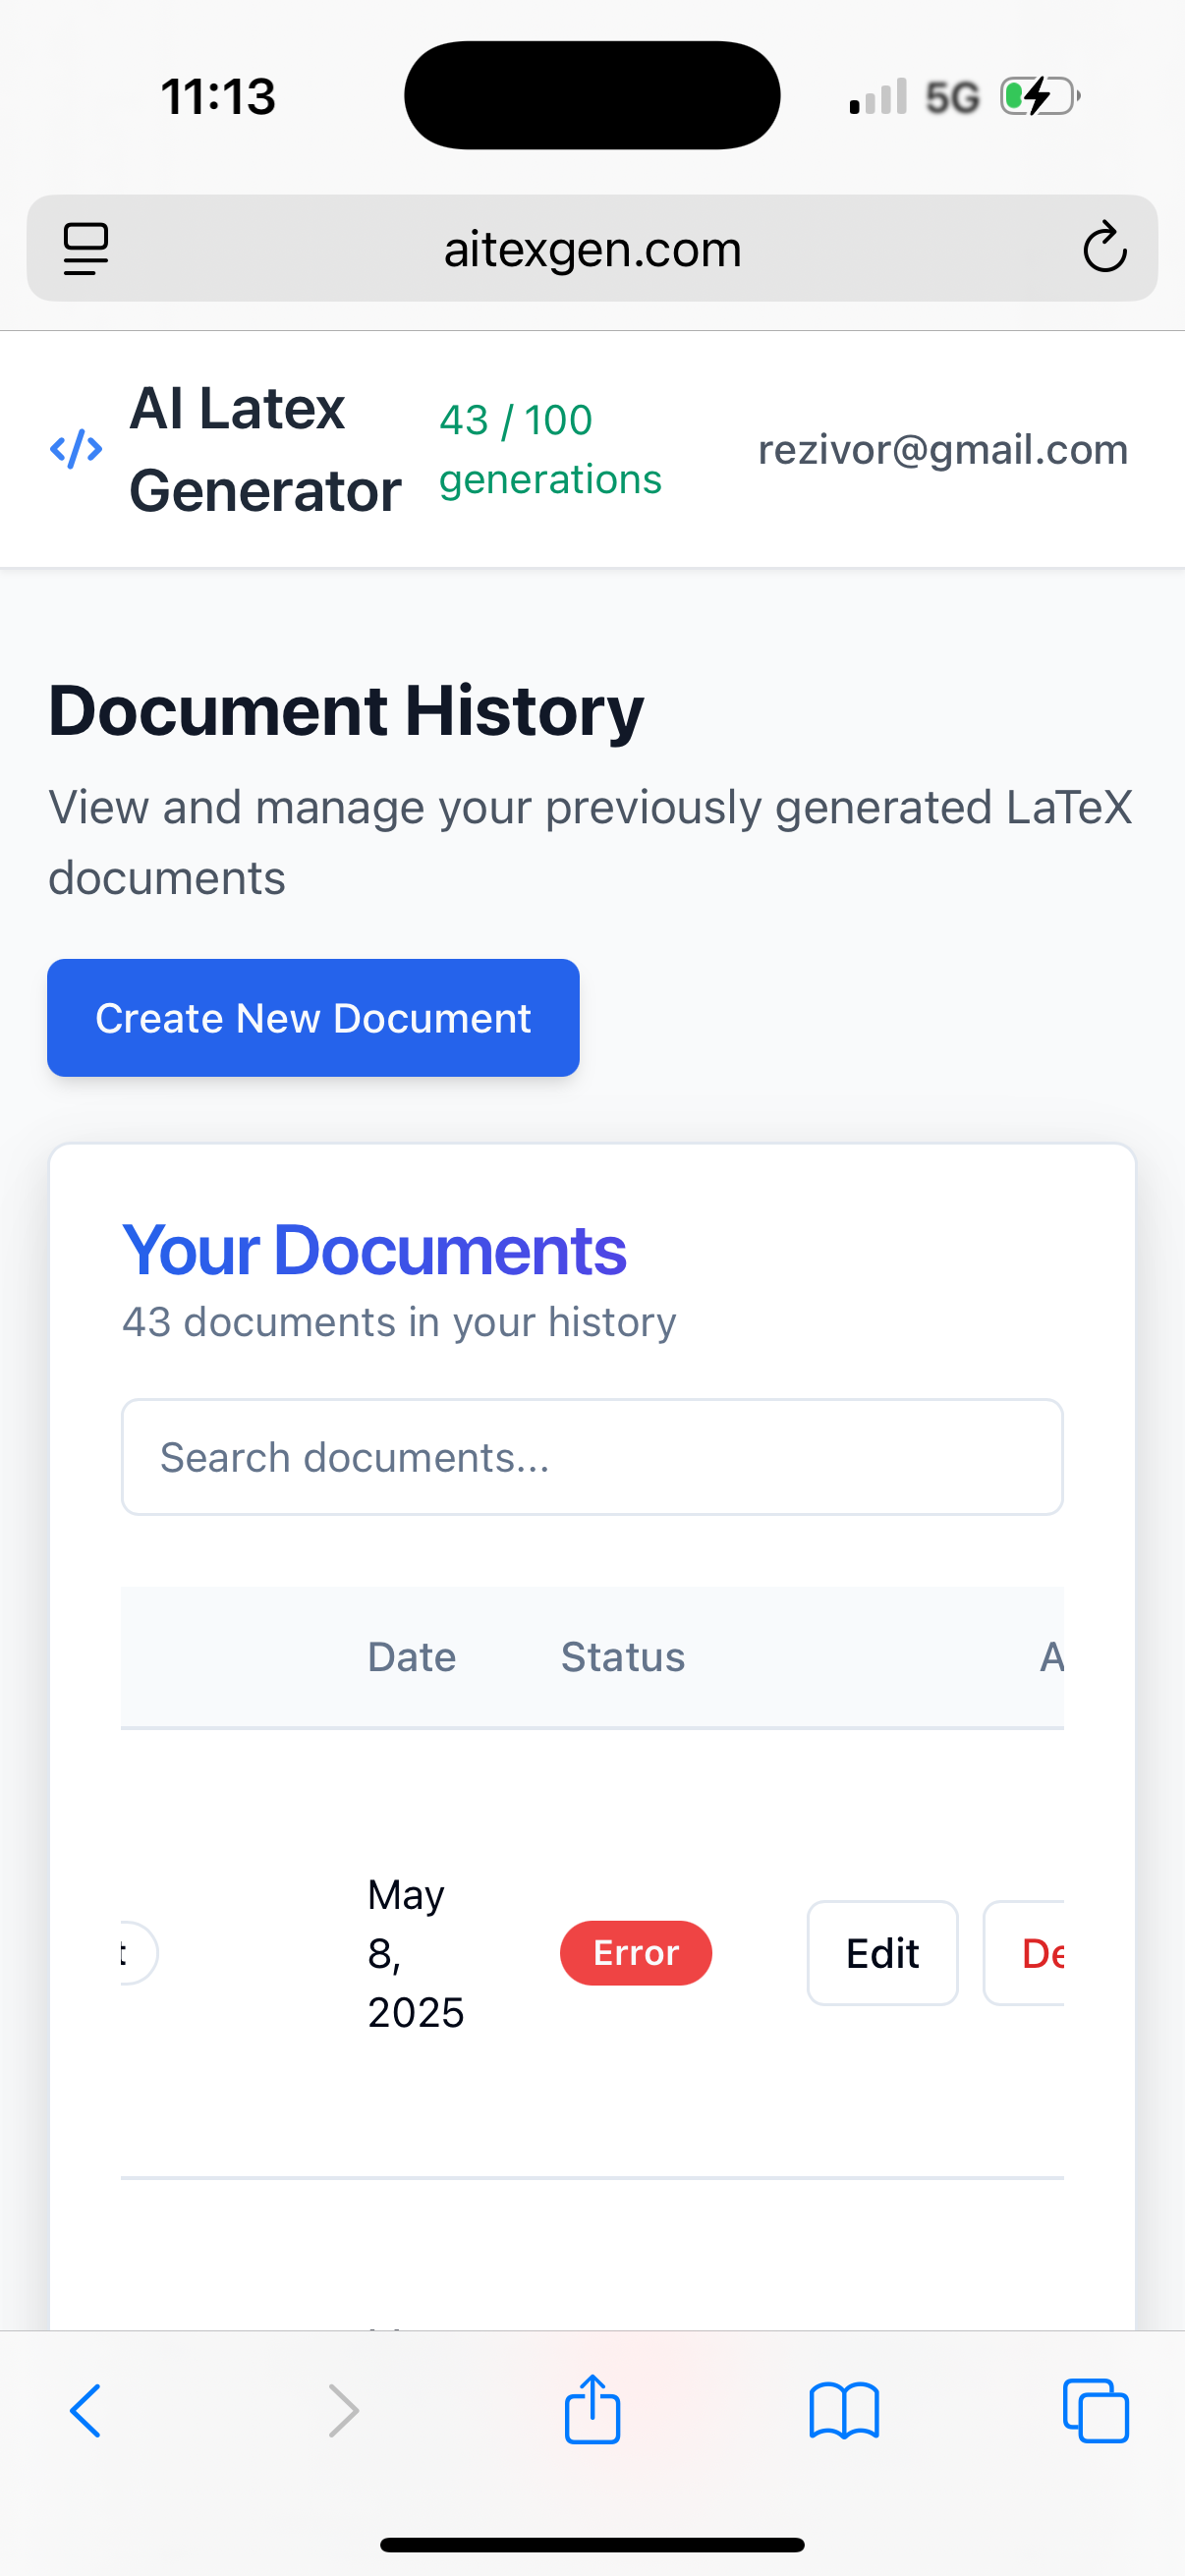 11:13
5G
aitexgen.com
AI Latex
Generator
43 / 100
generations
rezivor@gmail.com
Document History
View and manage your previously generated LaTeX
documents
Create New Document
Your Documents
43 documents in your history
Search documents...
Date Status A
May
8,
2025
t Error Edit De